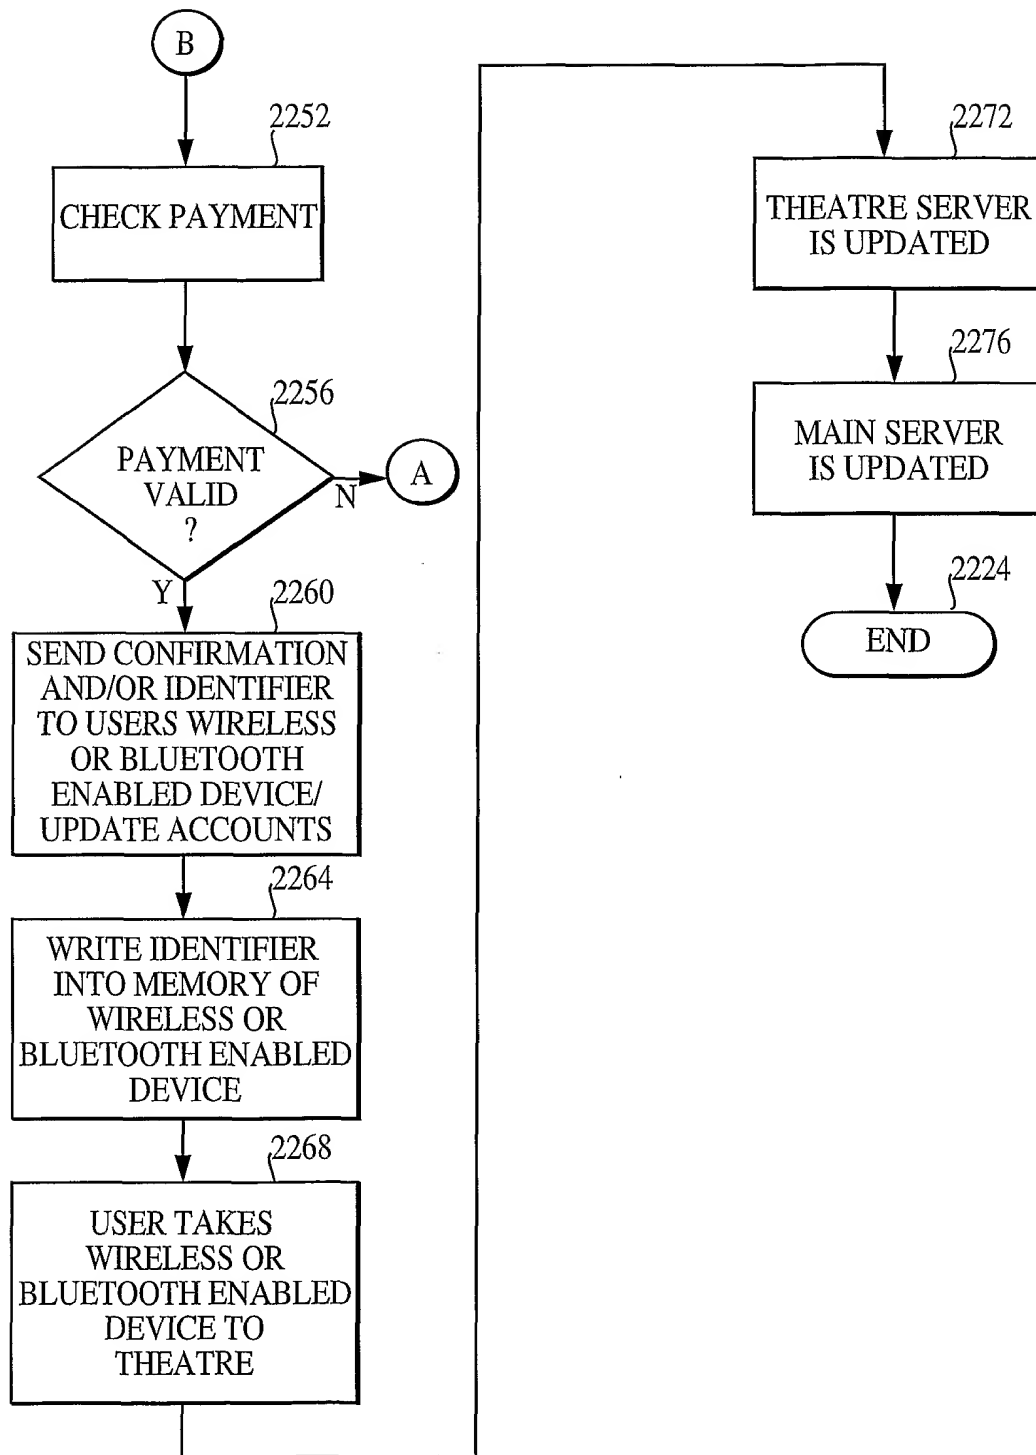 B
2252
CHECK PAYMENT
2256
PAYMENT
VALID
?
N
A
Y
2260
SEND CONFIRMATION
AND/OR IDENTIFIER
TO USERS WIRELESS
OR BLUETOOTH
ENABLED DEVICE/
UPDATE ACCOUNTS
2264
WRITE IDENTIFIER
INTO MEMORY OF
WIRELESS OR
BLUETOOTH ENABLED
DEVICE
2268
USER TAKES
WIRELESS OR
BLUETOOTH ENABLED
DEVICE TO
THEATRE
2272
THEATRE SERVER
IS UPDATED
2276
MAIN SERVER
IS UPDATED
2224
END